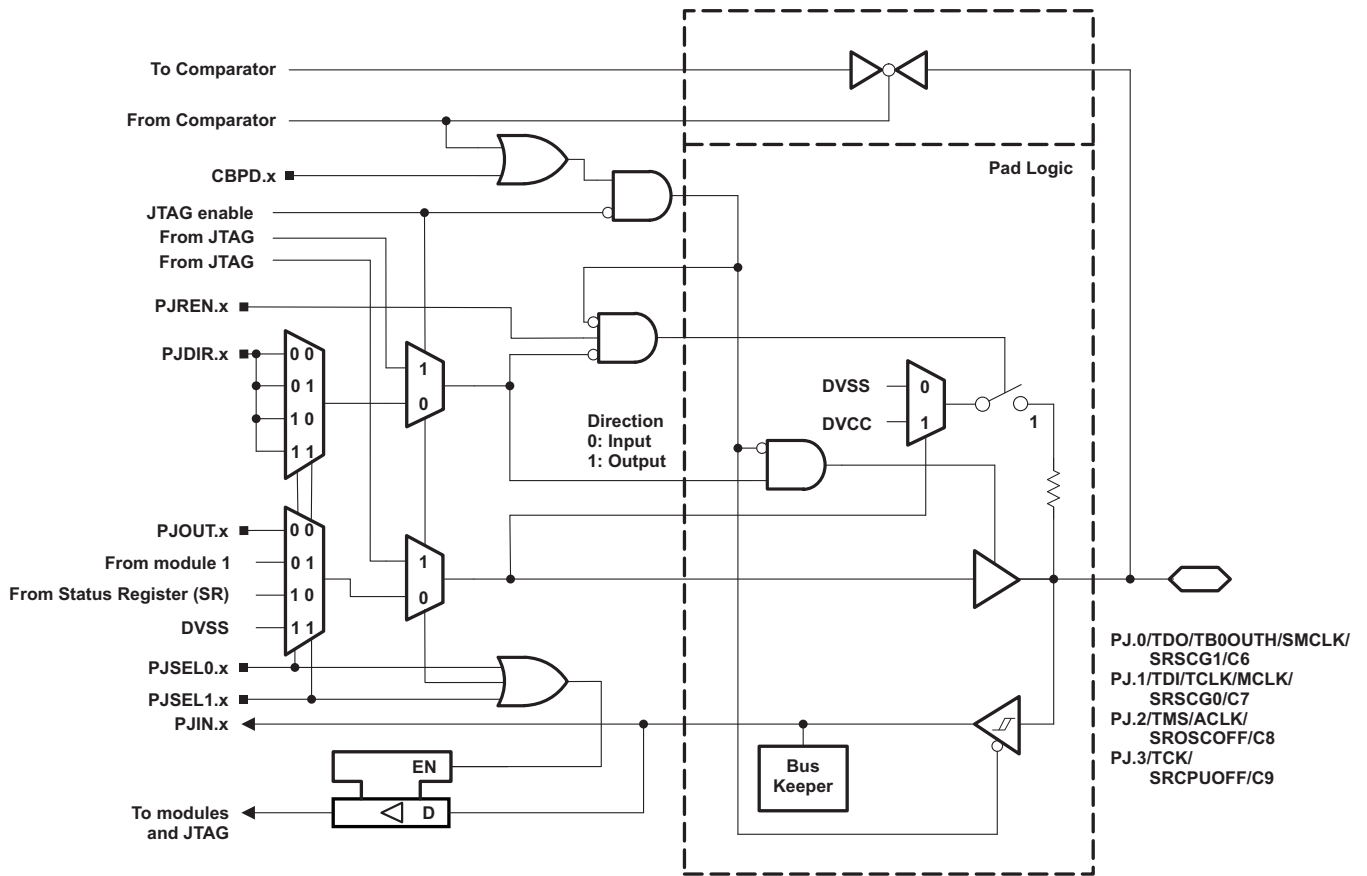 To Comparator
From Comparator
Pad Logic
CBPD.x
JTAG enable
From JTAG
From JTAG
PJREN.x
PJDIR.x
0 0
0 1
1 0
1 1
1
0
DVSS
DVCC
0
1
1
Direction
0: Input
1: Output
PJOUT.x
From module 1
From Status Register (SR)
DVSS
0 0
0 1
1 0
1 1
1
0
PJSEL0.x
PJSEL1.x
PJIN.x
EN
D
Bus
Keeper
To modules
and JTAG
PJ.0/TDO/TB0OUTH/SMCLK/
SRSCG1/C6
PJ.1/TDI/TCLK/MCLK/
SRSCG0/C7
PJ.2/TMS/ACLK/
SROSCOFF/C8
PJ.3/TCK/
SRCPUOFF/C9